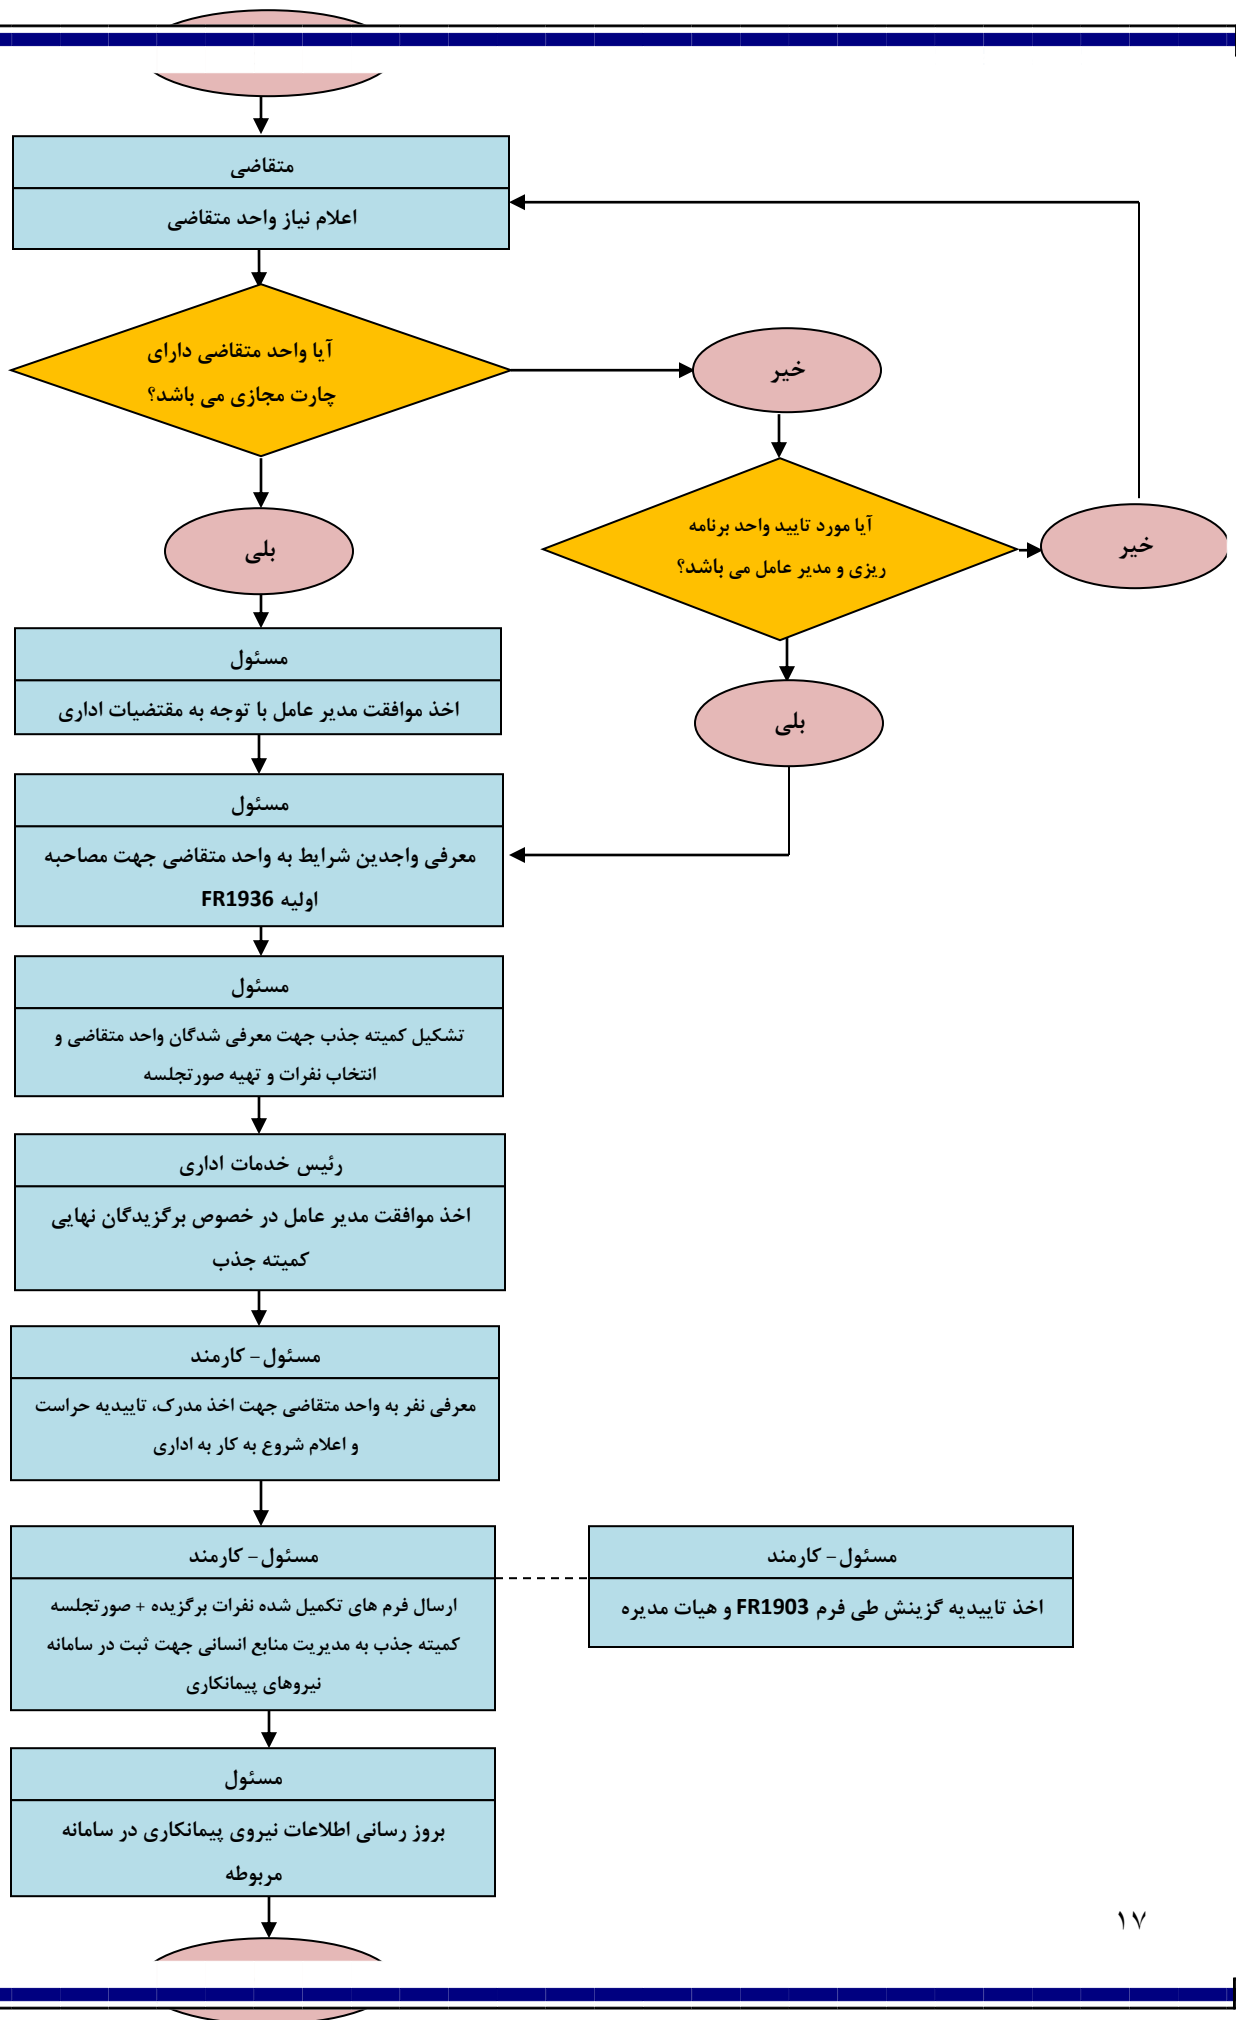 متقاضی
اعلام نیاز واحد متقاضی
آیا واحد متقاضی دارای
چارت مجازی می باشد؟
خیر
آیا مورد تایید واحد برنامه
ریزی و مدیر عامل می باشد؟
خیر
بلی
بلی
مسئول
اخذ موافقت مدیر عامل با توجه به مقتضیات اداری
مسئول
معرفی واجدین شرایط به واحد متقاضی جهت مصاحبه
اولیه FR1936
مسئول
تشکیل کمیته جذب جهت معرفی شدگان واحد متقاضی و
انتخاب نفرات و تهیه صورتجلسه
رئیس خدمات اداری
اخذ موافقت مدیر عامل در خصوص برگزیدگان نهایی
کمیته جذب
مسئول – کارمند
معرفی نفر به واحد متقاضی جهت اخذ مدرک، تاییدیه حراست
و اعلام شروع به کار به اداری
مسئول – کارمند
ارسال فرم های تکمیل شده نفرات برگزیده + صورتجلسه
کمیته جذب به مدیریت منابع انسانی جهت ثبت در سامانه
نیروهای پیمانکاری
مسئول – کارمند
اخذ تاییدیه گزینش طی فرم FR1903 و هیات مدیره
مسئول
بروز رسانی اطلاعات نیروی پیمانکاری در سامانه
مربوطه
۱۷